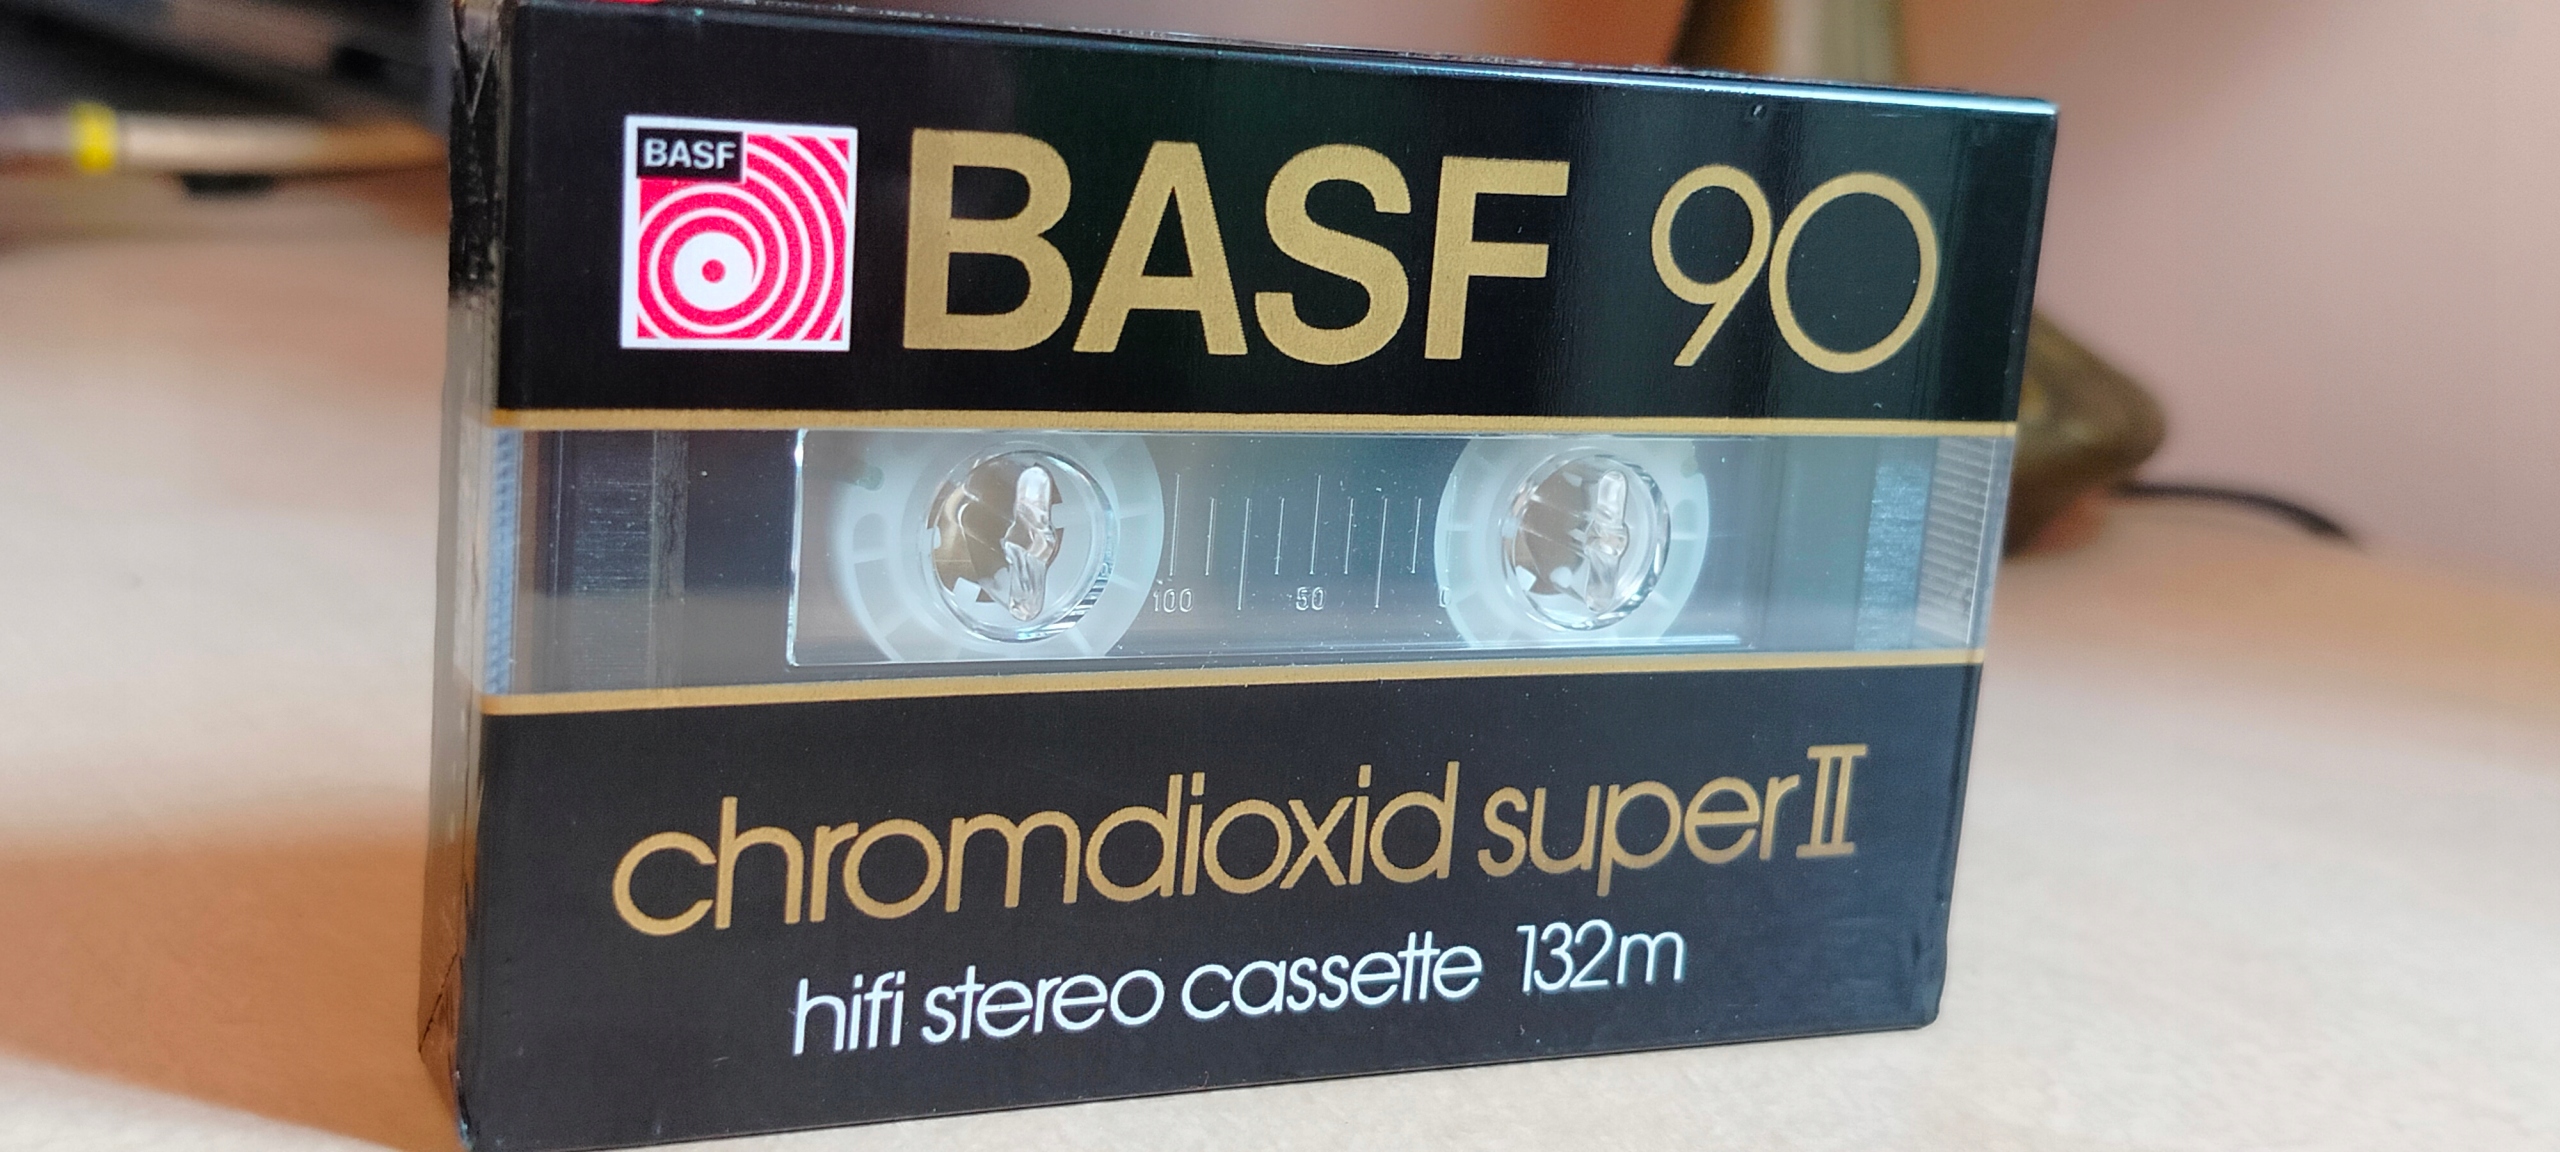 BASF
BASF 90
100 50 0
chromdioxid super II
hifi stereo cassette 132m